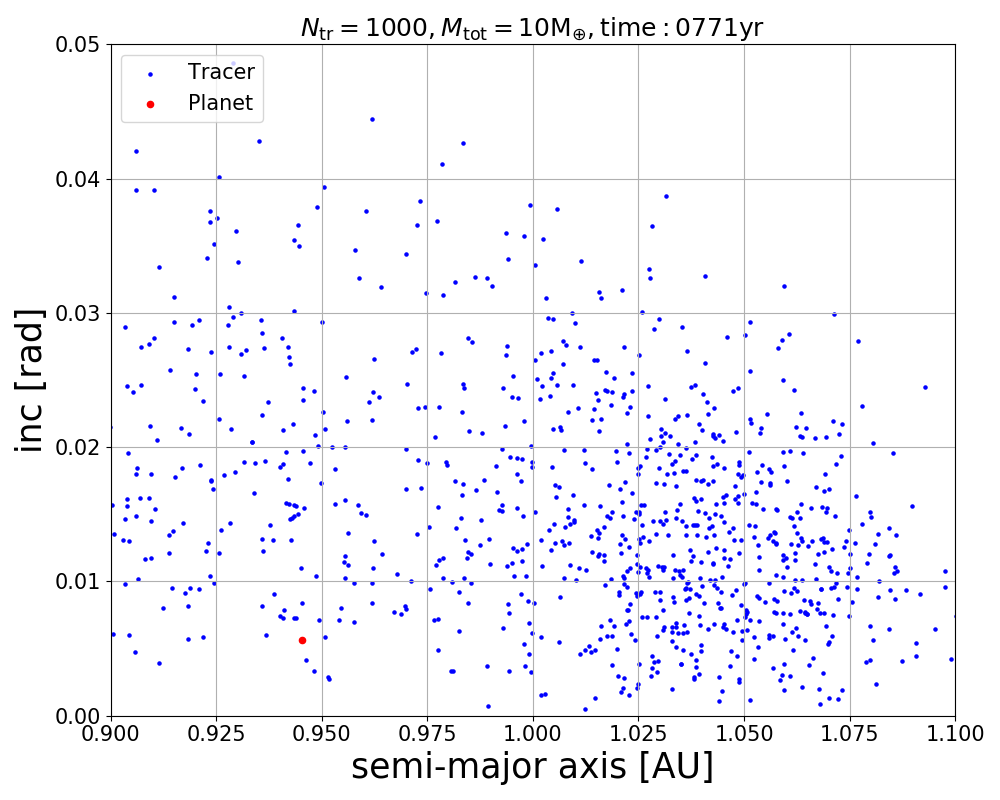 N_tr = 1000, M_tot = 10M_⊕, time : 0771yr
0.05
Tracer
Planet
0.04
0.03
inc [rad]
0.02
0.01
0.00
0.900 0.925 0.950 0.975 1.000 1.025 1.050 1.075 1.100
semi-major axis [AU]